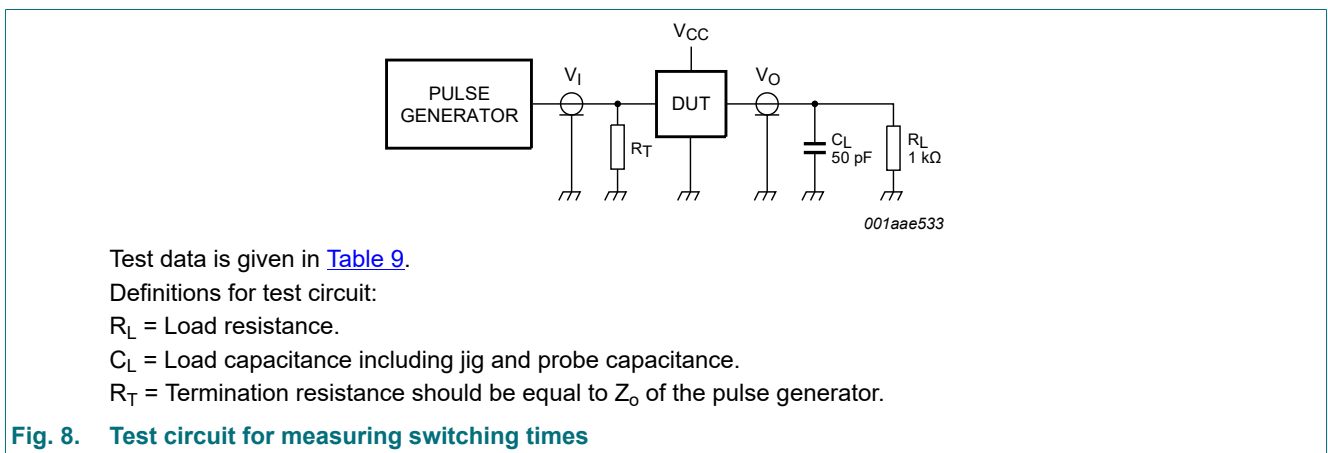 VCC
PULSE
GENERATOR
VI
DUT
VO
RT
CL
50 pF
RL
1 kΩ
001aae533
Test data is given in Table 9.
Definitions for test circuit:
RL = Load resistance.
CL = Load capacitance including jig and probe capacitance.
RT = Termination resistance should be equal to Zo of the pulse generator.
Fig. 8. Test circuit for measuring switching times